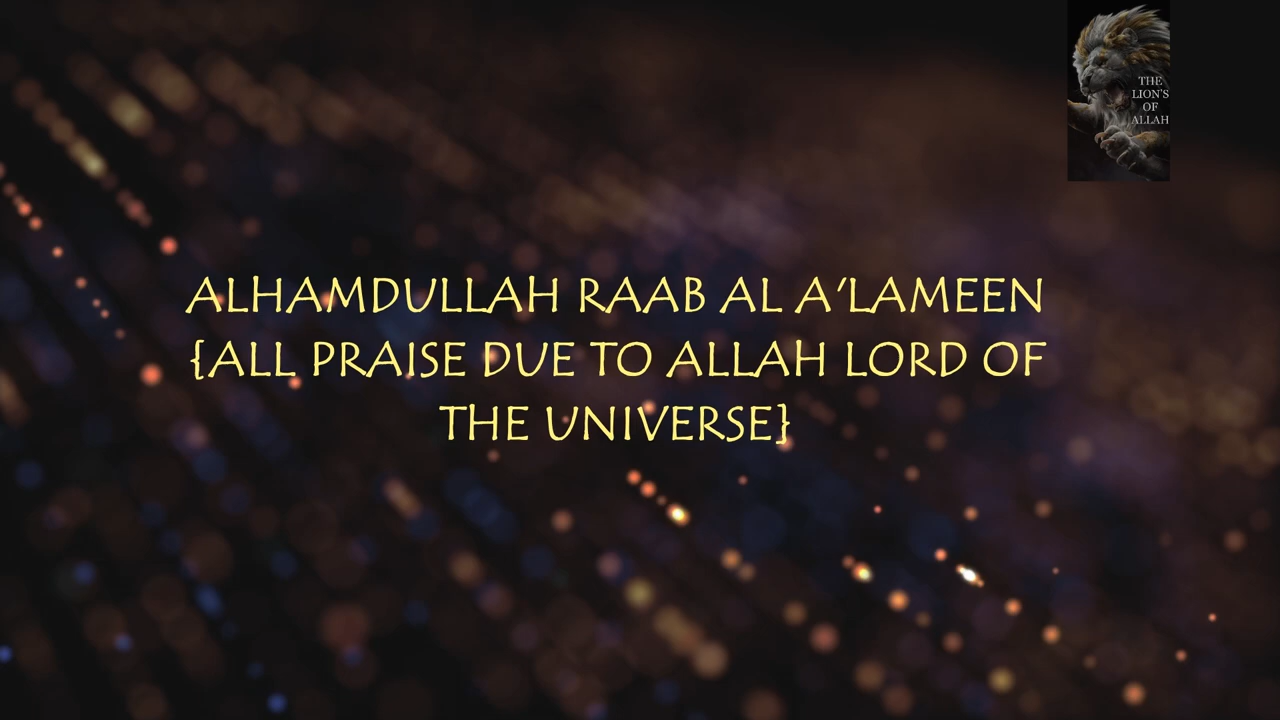 THE
LION'S
OF
ALLAH
ALHAMDULLAH RAAB AL A'LAMEEN
{ALL PRAISE DUE TO ALLAH LORD OF
THE UNIVERSE}